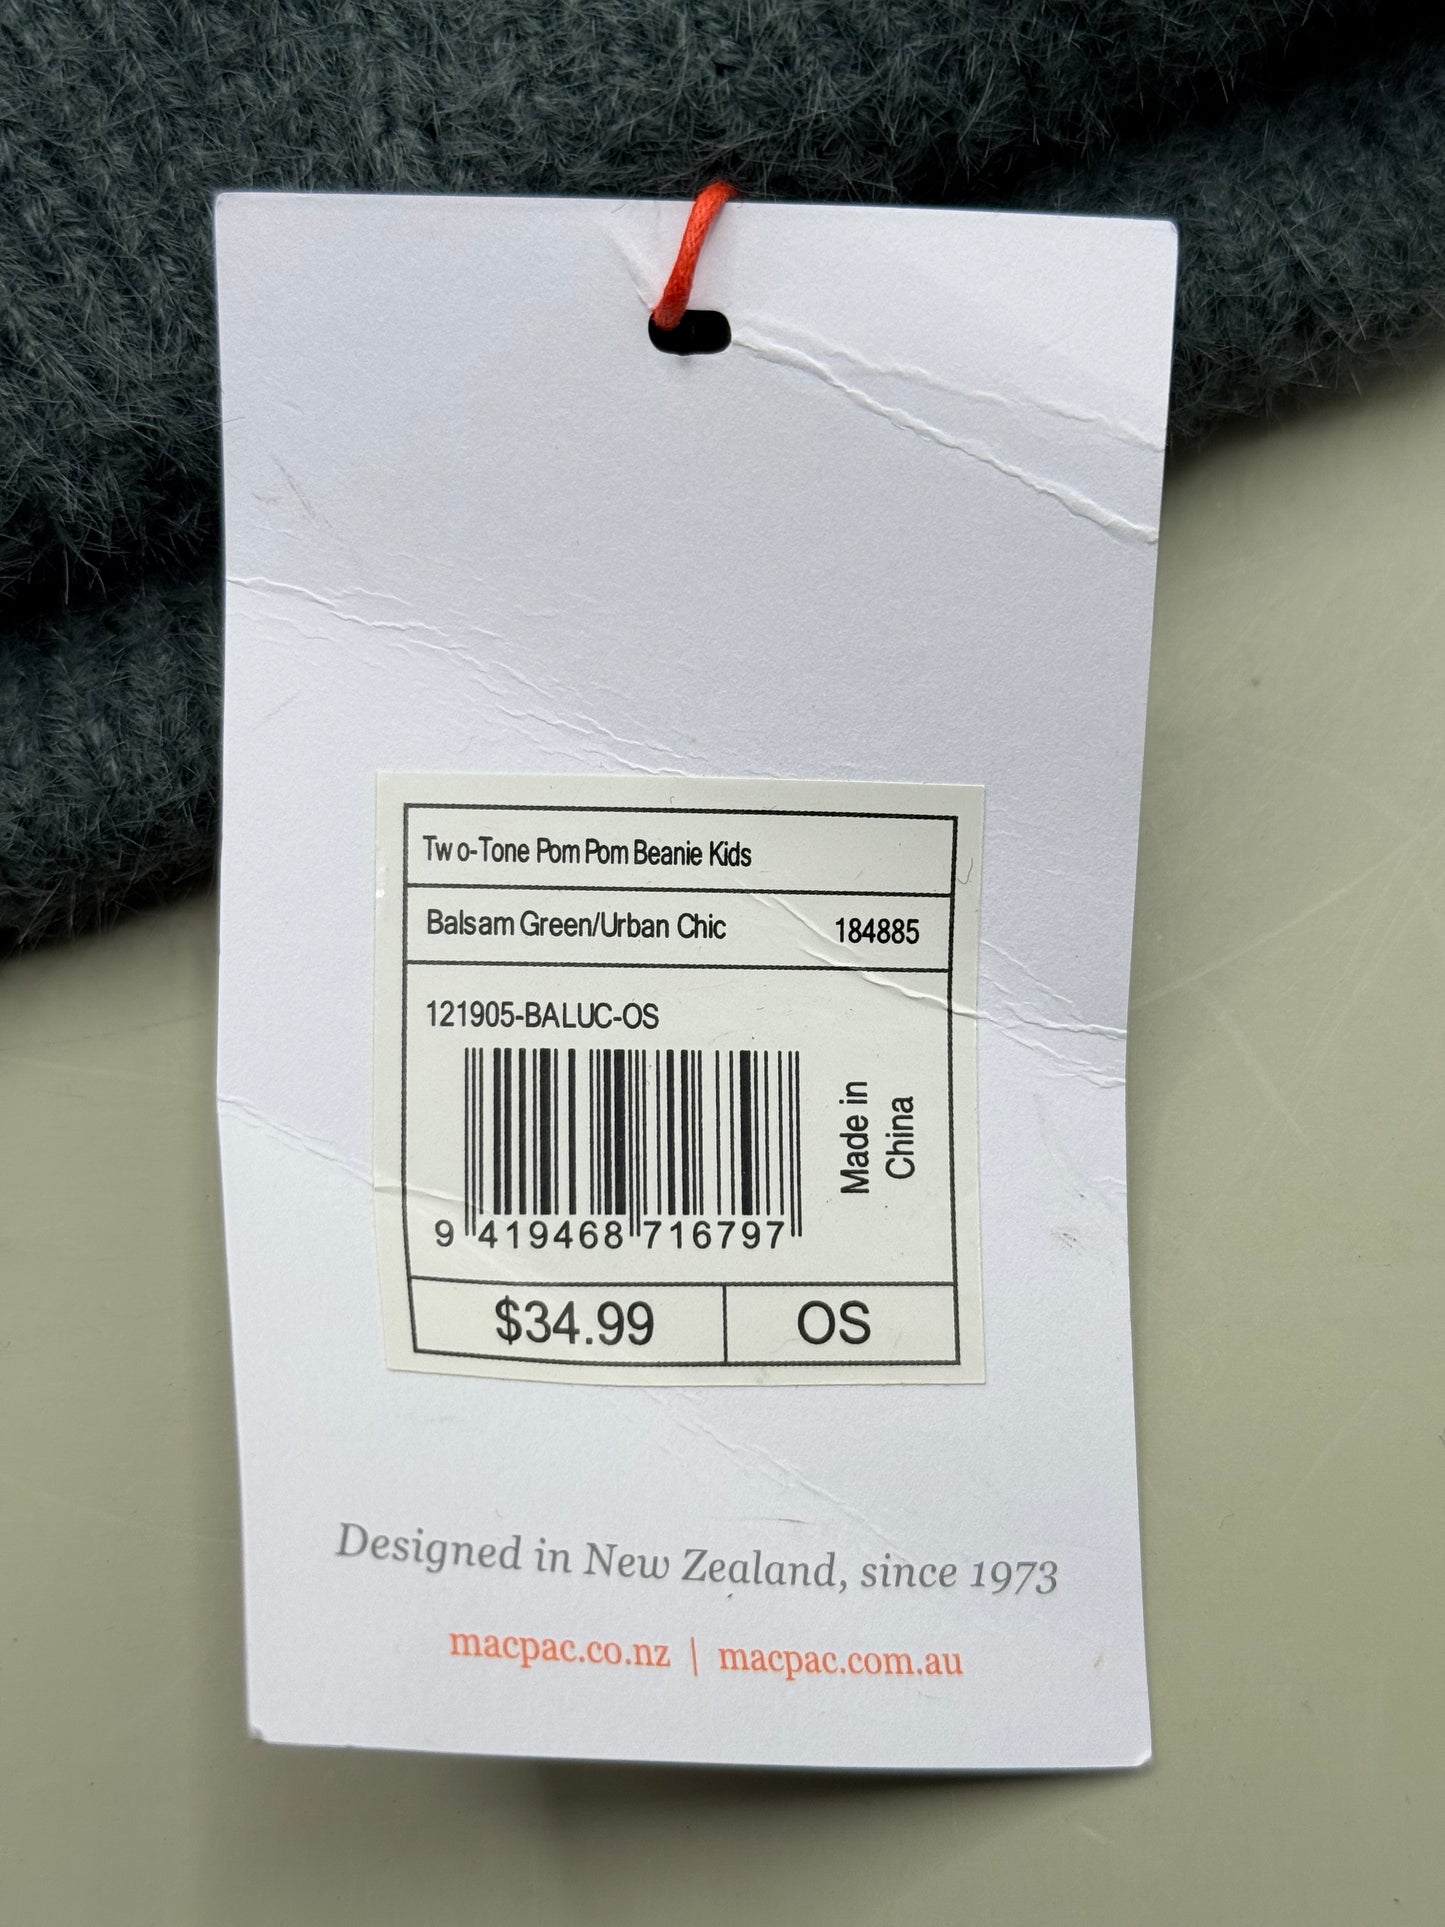 Two-Tone Pom Pom Beanie Kids
Balsam Green/Urban Chic 184885
121905-BALUC-OS
9 419468 716797
Made in
China
$34.99 OS
Designed in New Zealand, since 1973
macpac.co.nz | macpac.com.au